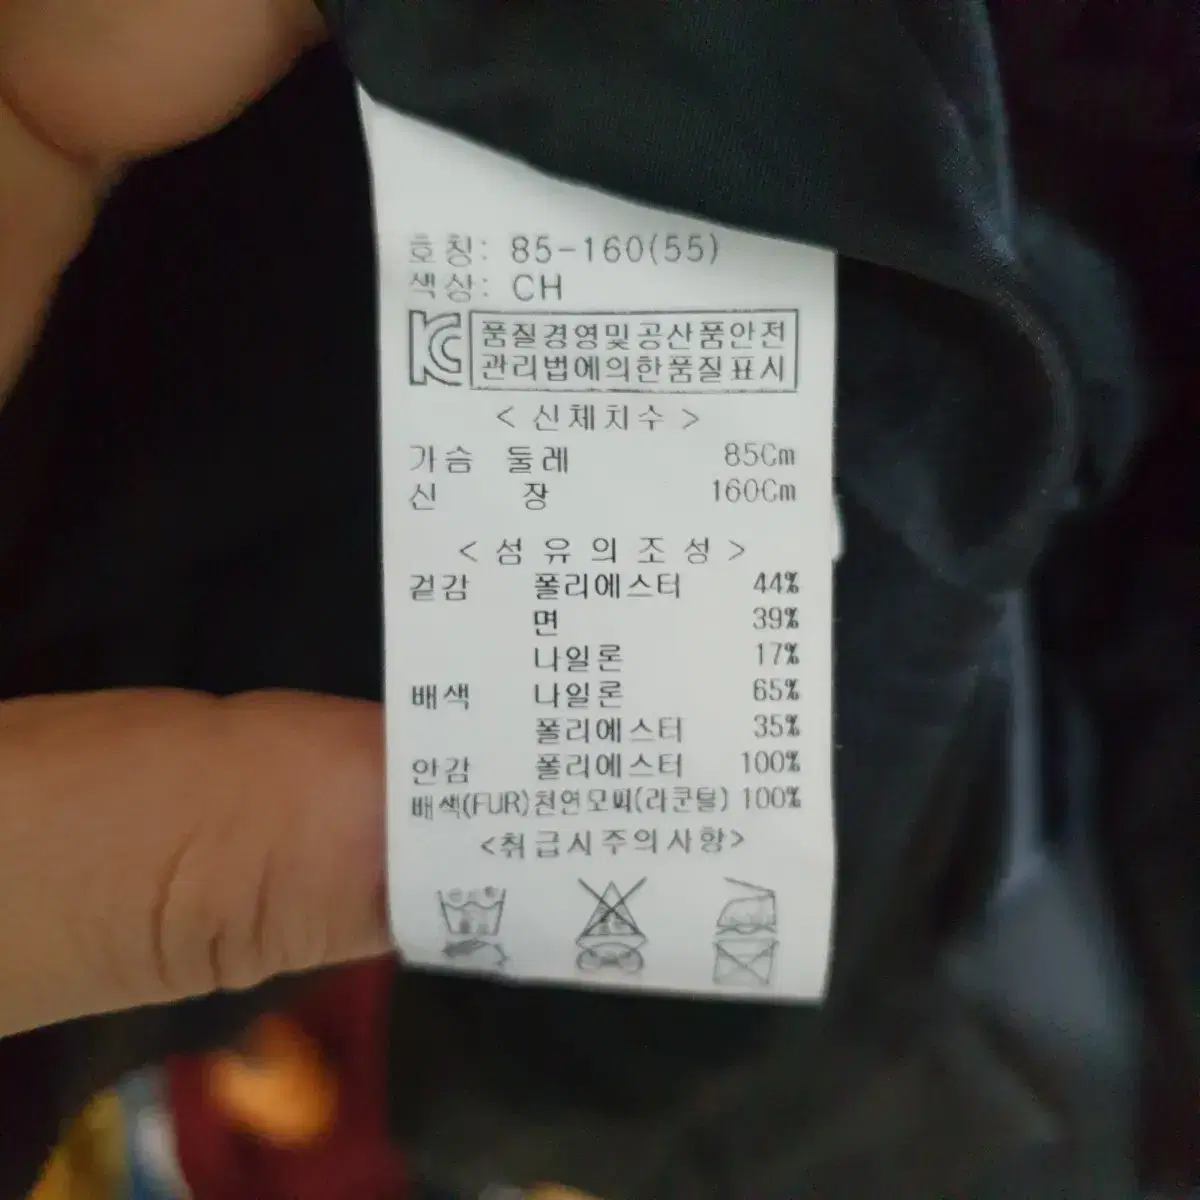 호칭: 85-160(55)
색상: CH
품질경영및공산품안전
관리법에의한품질표시
<신체치수>
가슴 둘레 85Cm
신 장 160Cm
<섬유의조성>
겉감 폴리에스터 44%
면 39%
나일론 17%
배색 나일론 65%
폴리에스터 35%
안감 폴리에스터 100%
배색(FUR)천연모피(라쿤털) 100%
<취급시주의사항>